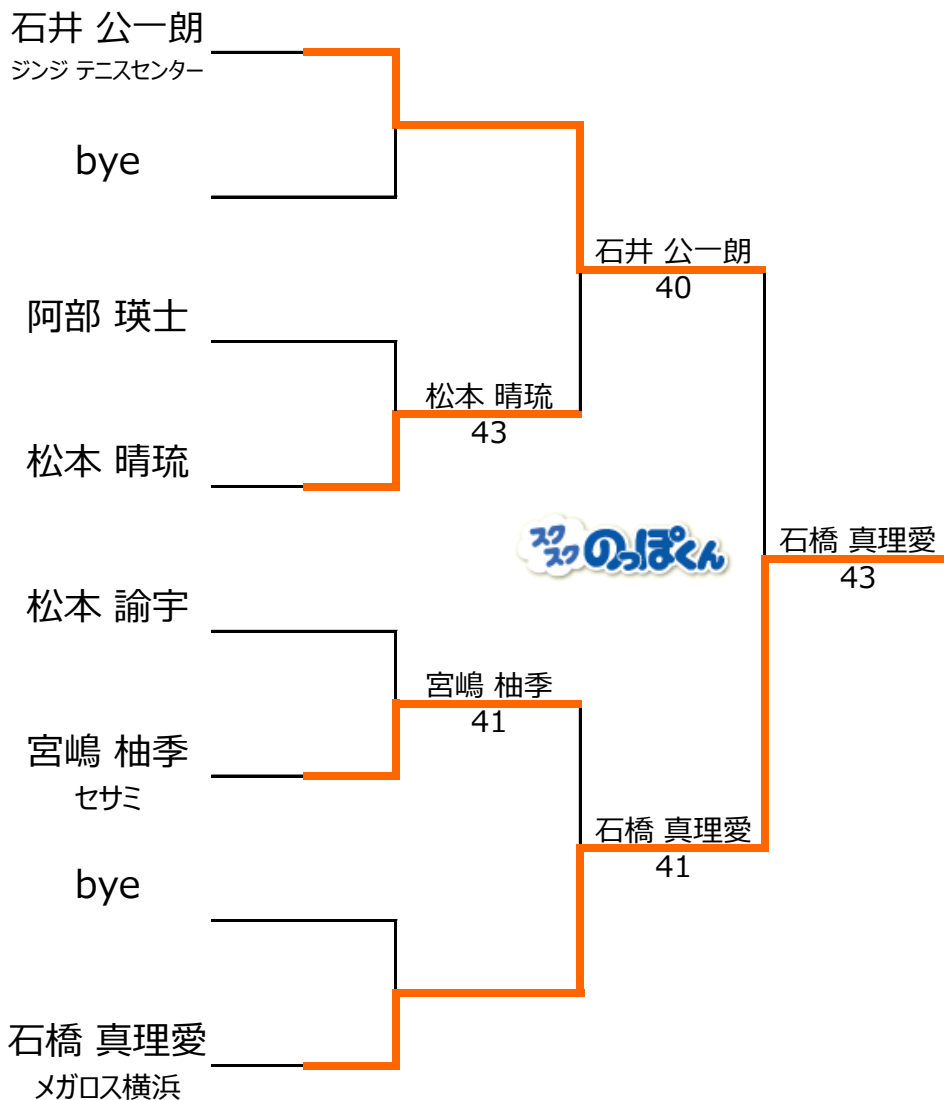 石井 公一朗
ジンジ テニスセンター
bye
石井 公一朗
40
阿部 瑛士
松本 晴琉
43
松本 晴琉
スク
スク
のっぽくん
石橋 真理愛
43
松本 諭宇
宮嶋 柚季
41
宮嶋 柚季
セサミ
石橋 真理愛
41
bye
石橋 真理愛
メガロス横浜